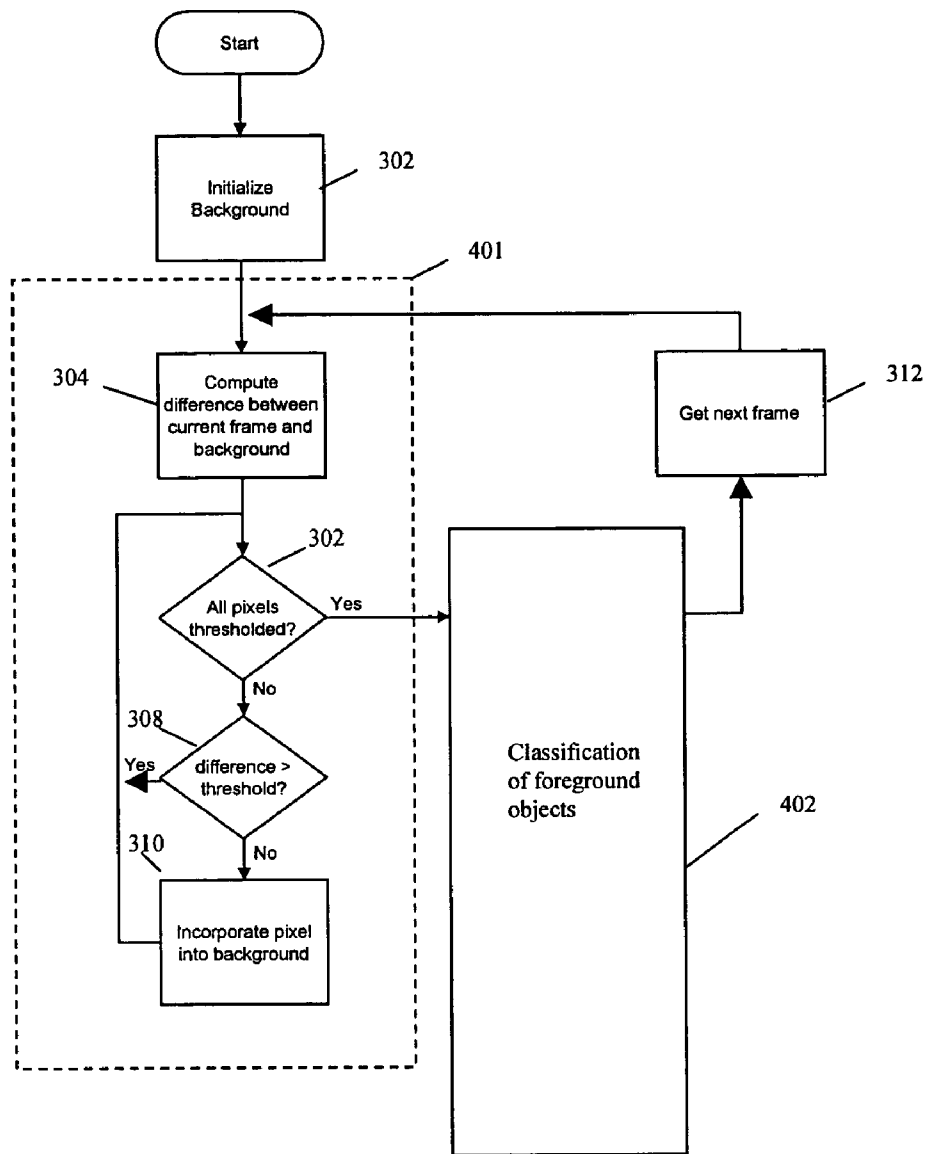 Start
302
Initialize
Background
401
304
Compute
difference between
current frame and
background
312
Get next frame
302
All pixels
thresholded?
Yes
No
308
Yes
difference >
threshold?
No
310
Incorporate pixel
into background
Classification
of foreground
objects
402